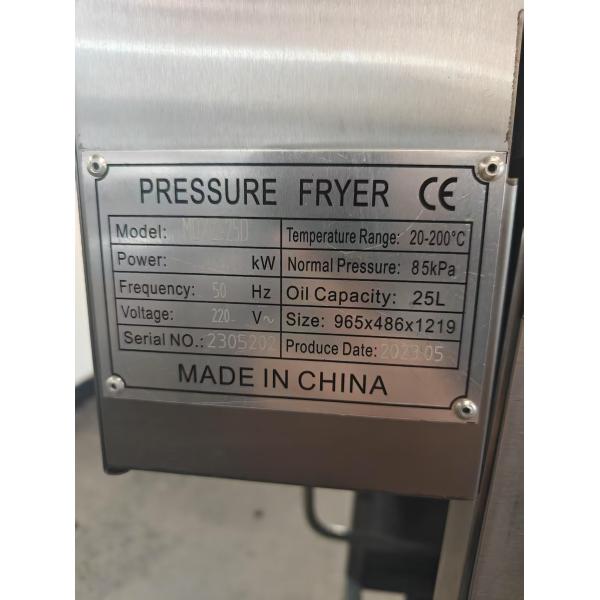 PRESSURE FRYER CE
Model:
Temperature Range: 20-200°C
Power: kW
Normal Pressure: 85kPa
Frequency: 50 Hz
Oil Capacity: 25L
Voltage: 220 V~
Size: 965x486x1219
Serial NO.: 2305202
Produce Date: 2023.05
MADE IN CHINA